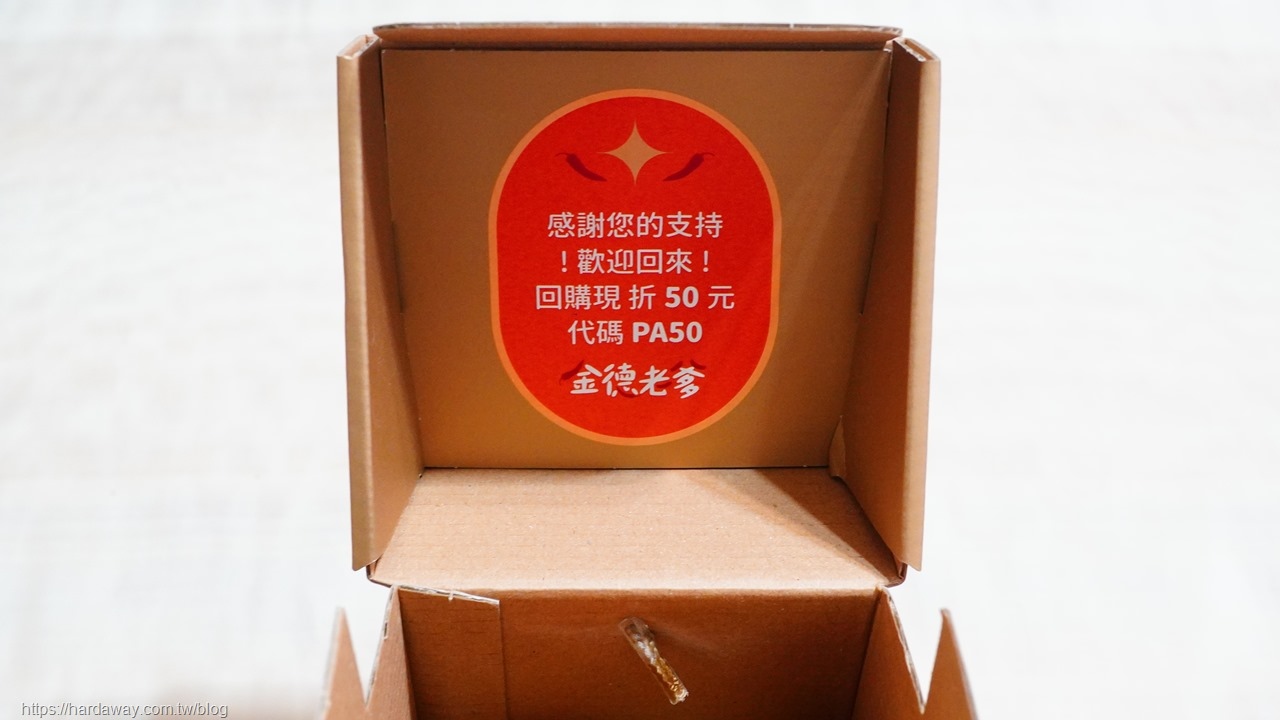 感謝您的支持
！歡迎回來！
回購現 折 50 元
代碼 PA50
金德老爹
https://hardaway.com.tw/blog